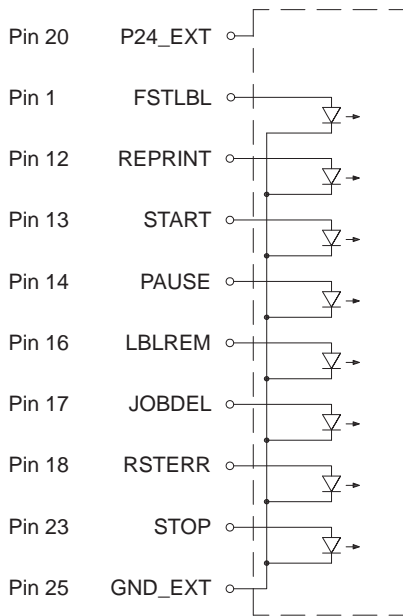 Pin 20 P24_EXT
Pin 1 FSTLBL
Pin 12 REPRINT
Pin 13 START
Pin 14 PAUSE
Pin 16 LBLREM
Pin 17 JOBDEL
Pin 18 RSTERR
Pin 23 STOP
Pin 25 GND_EXT